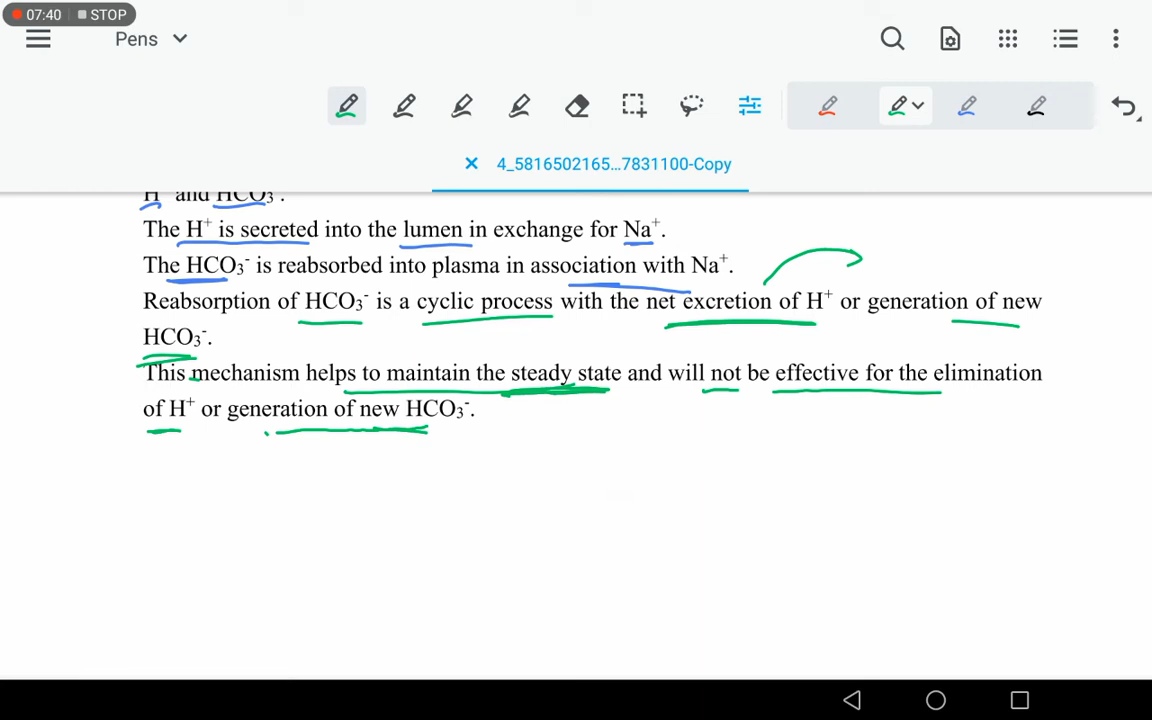 07:40 STOP
Pens
4_5816502165...7831100-Copy
H⁺ and HCO₃⁻.
The H⁺ is secreted into the lumen in exchange for Na⁺.
The HCO₃⁻ is reabsorbed into plasma in association with Na⁺.
Reabsorption of HCO₃⁻ is a cyclic process with the net excretion of H⁺ or generation of new
HCO₃⁻.
This mechanism helps to maintain the steady state and will not be effective for the elimination
of H⁺ or generation of new HCO₃⁻.